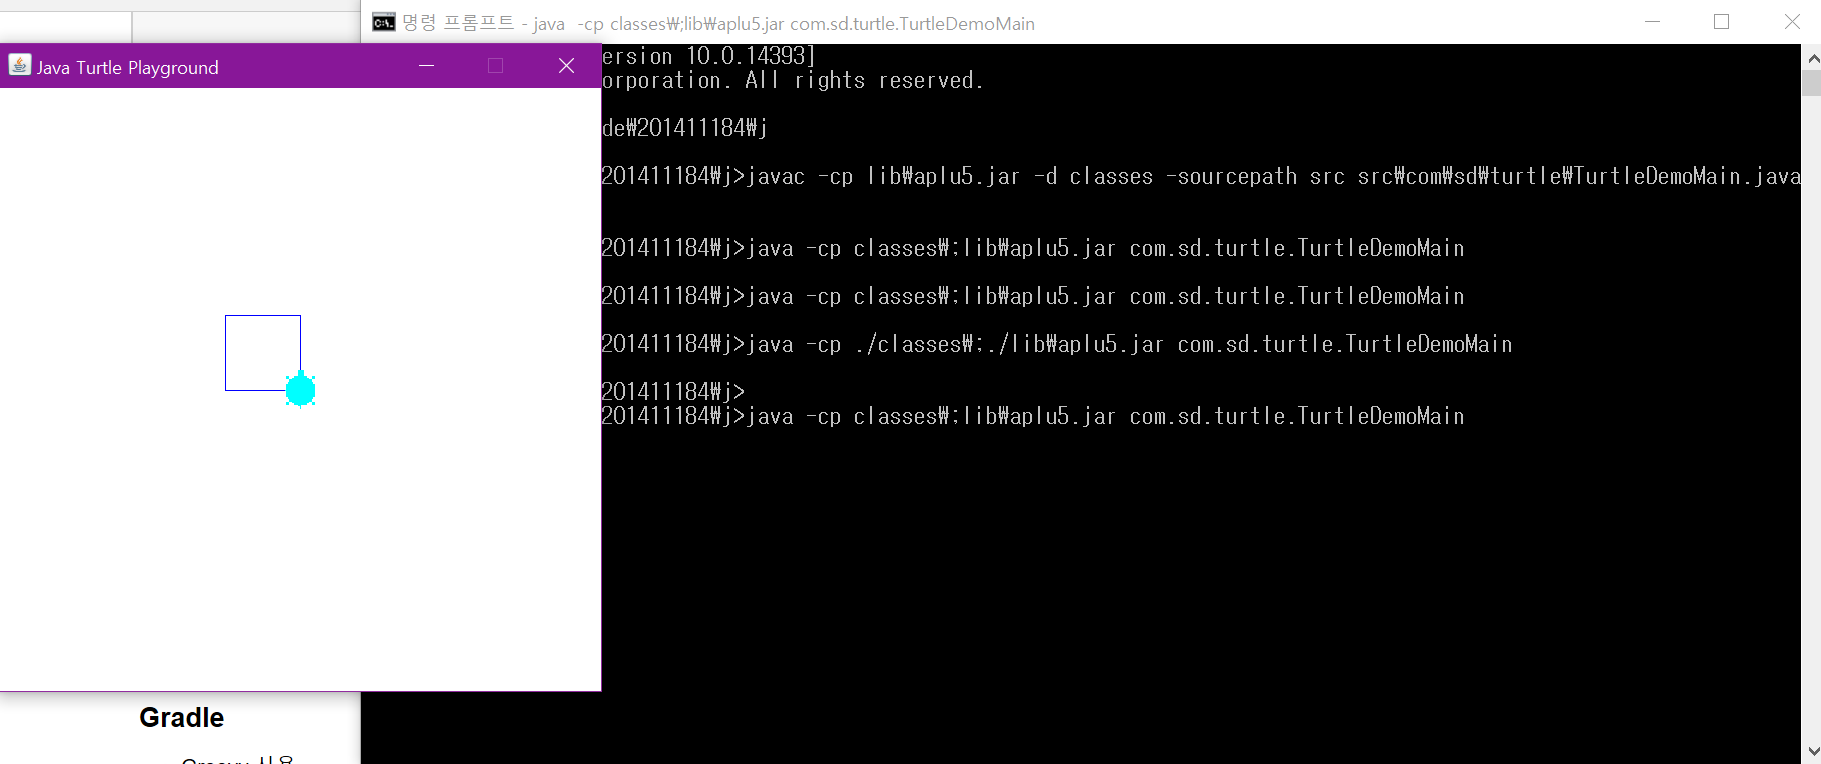 명령 프롬프트 - java  -cp classes₩;lib₩aplu5.jar com.sd.turtle.TurtleDemoMain
Java Turtle Playground
ersion 10.0.14393]
orporation. All rights reserved.
de₩201411184₩j
201411184₩j>javac -cp lib₩aplu5.jar -d classes -sourcepath src src₩com₩sd₩turtle₩TurtleDemoMain.java
201411184₩j>java -cp classes₩;lib₩aplu5.jar com.sd.turtle.TurtleDemoMain
201411184₩j>java -cp classes₩;lib₩aplu5.jar com.sd.turtle.TurtleDemoMain
201411184₩j>java -cp ./classes₩;./lib₩aplu5.jar com.sd.turtle.TurtleDemoMain
201411184₩j>
201411184₩j>java -cp classes₩;lib₩aplu5.jar com.sd.turtle.TurtleDemoMain
Gradle
Groovy 사용